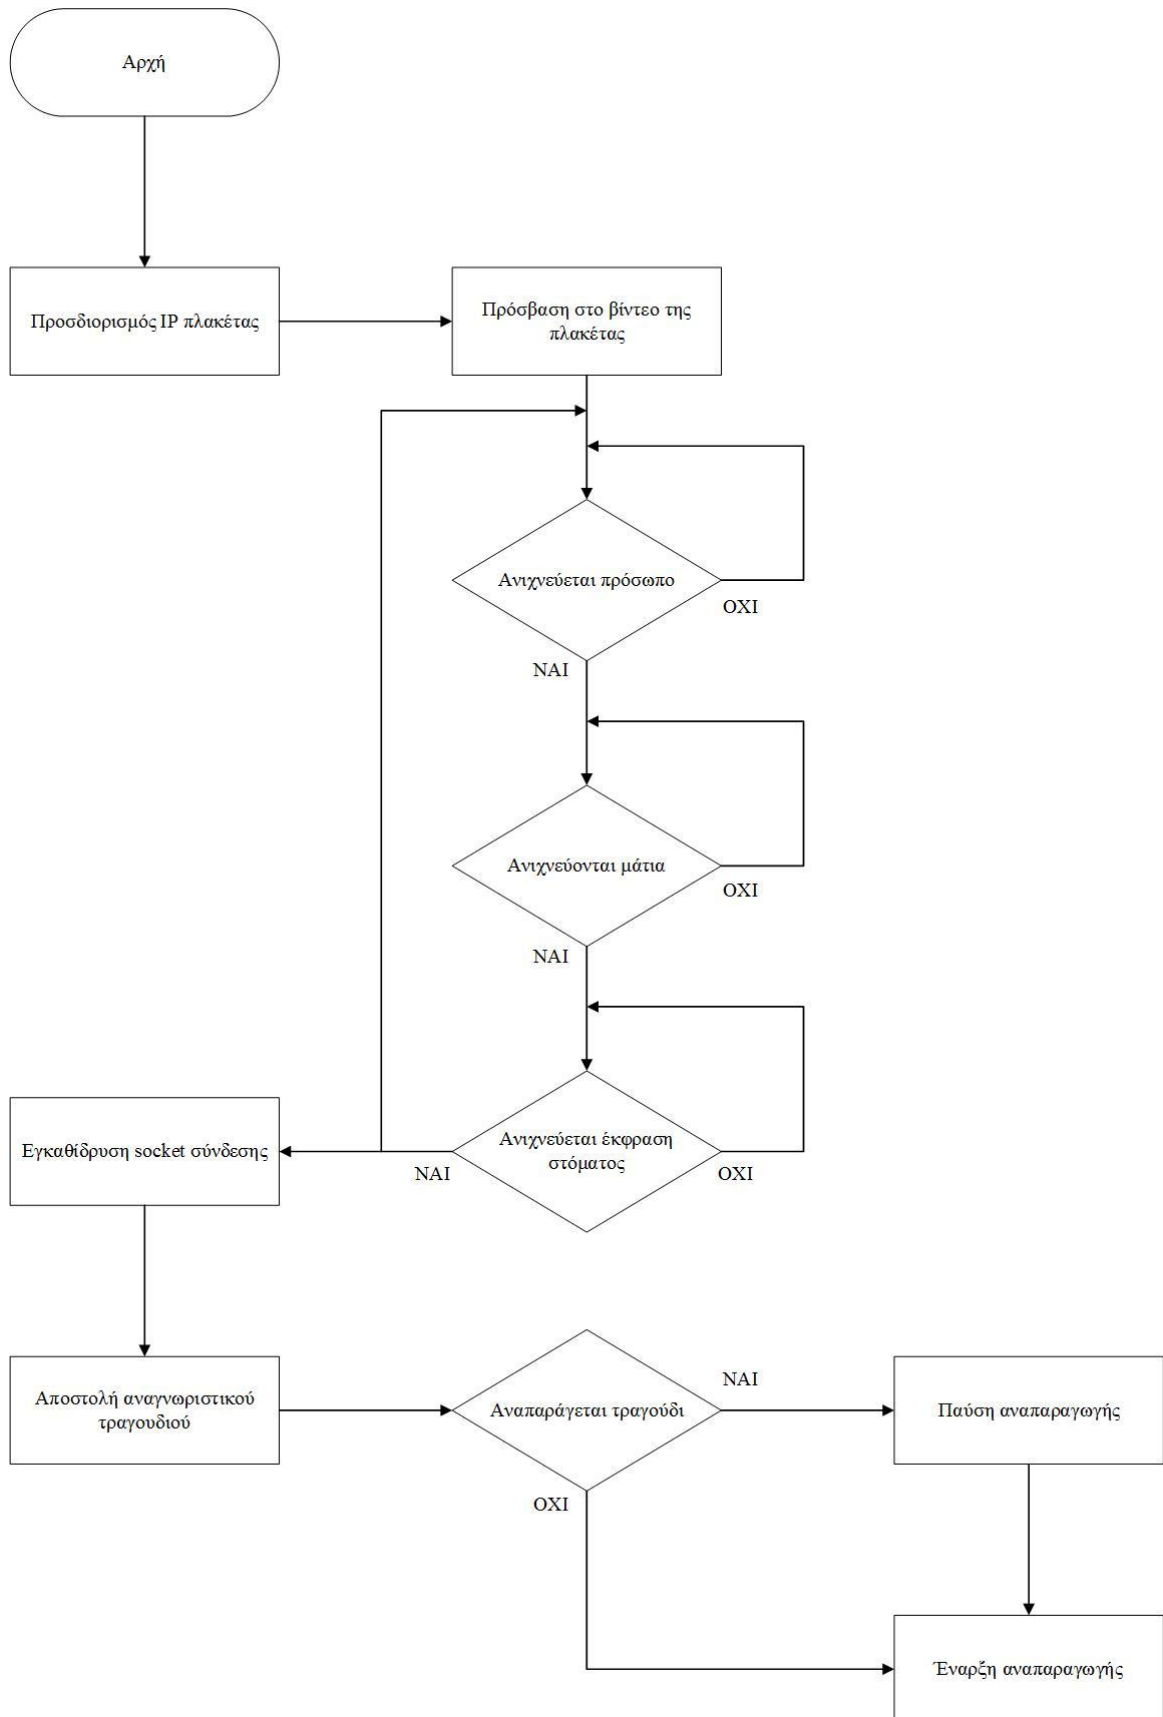 Αρχή
Προσδιορισμός IP πλακέτας
Πρόσβαση στο βίντεο της
πλακέτας
Ανιχνεύεται πρόσωπο
ΟΧΙ
ΝΑΙ
Ανιχνεύονται μάτια
ΟΧΙ
ΝΑΙ
Ανιχνεύεται έκφραση
στόματος
ΝΑΙ
ΟΧΙ
Εγκαθίδρυση socket σύνδεσης
Αποστολή αναγνωριστικού
τραγουδιού
Αναπαράγεται τραγούδι
ΝΑΙ
ΟΧΙ
Παύση αναπαραγωγής
Έναρξη αναπαραγωγής